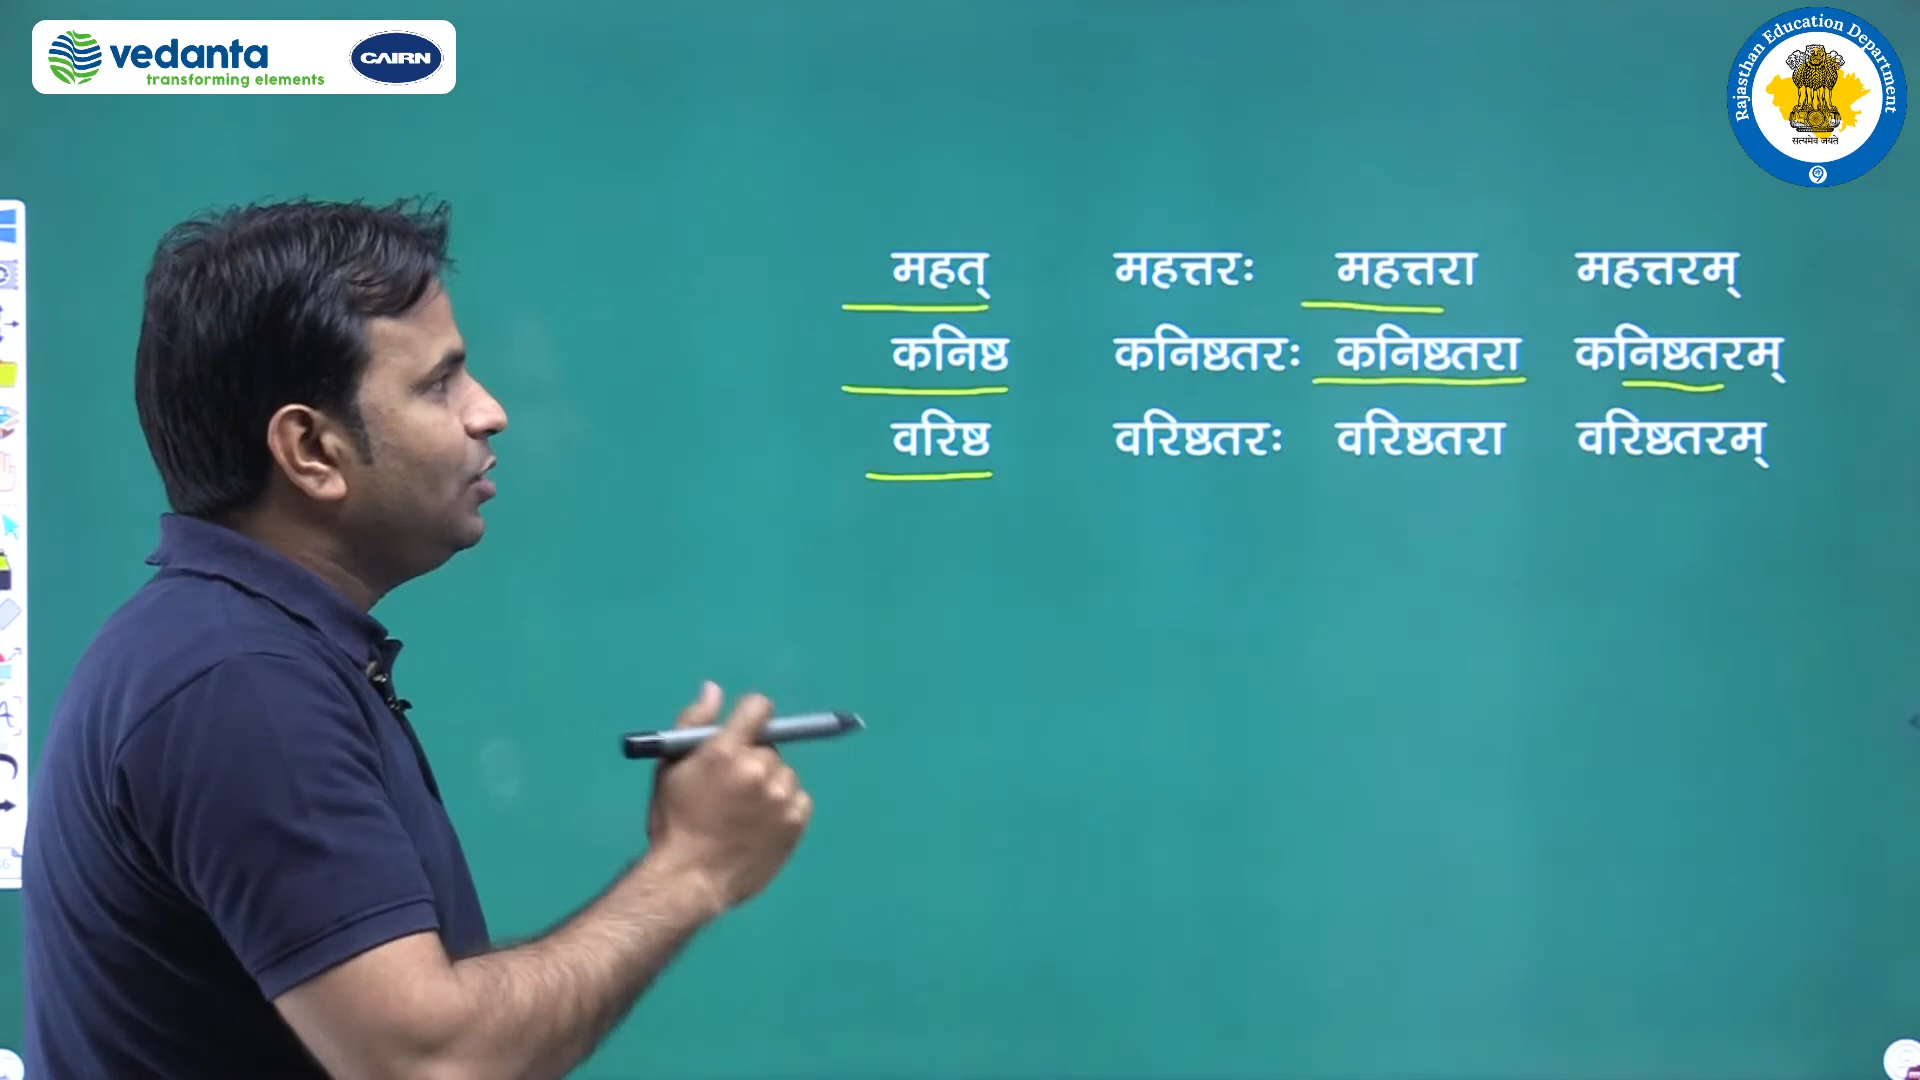 vedanta
transforming elements
CAIRN
Rajasthan Education Department
सत्यमेव जयते
महत् महत्तरः महत्तरा महत्तरम्
कनिष्ठ कनिष्ठतरः कनिष्ठतरा कनिष्ठतरम्
वरिष्ठ वरिष्ठतरः वरिष्ठतरा वरिष्ठतरम्